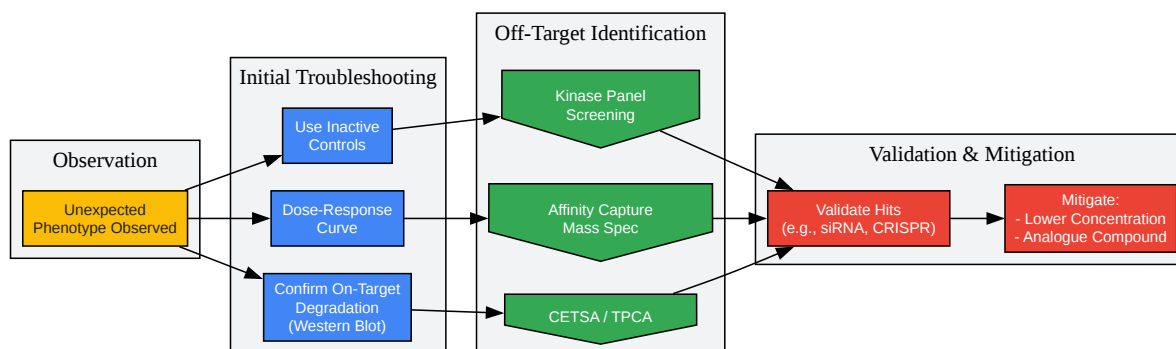 Observation
Unexpected
Phenotype Observed
Initial Troubleshooting
Use Inactive
Controls
Dose-Response
Curve
Confirm On-Target
Degradation
(Western Blot)
Off-Target Identification
Kinase Panel
Screening
Affinity Capture
Mass Spec
CETSA / TPCA
Validation & Mitigation
Validate Hits
(e.g., siRNA, CRISPR)
Mitigate:
- Lower Concentration
- Analogue Compound